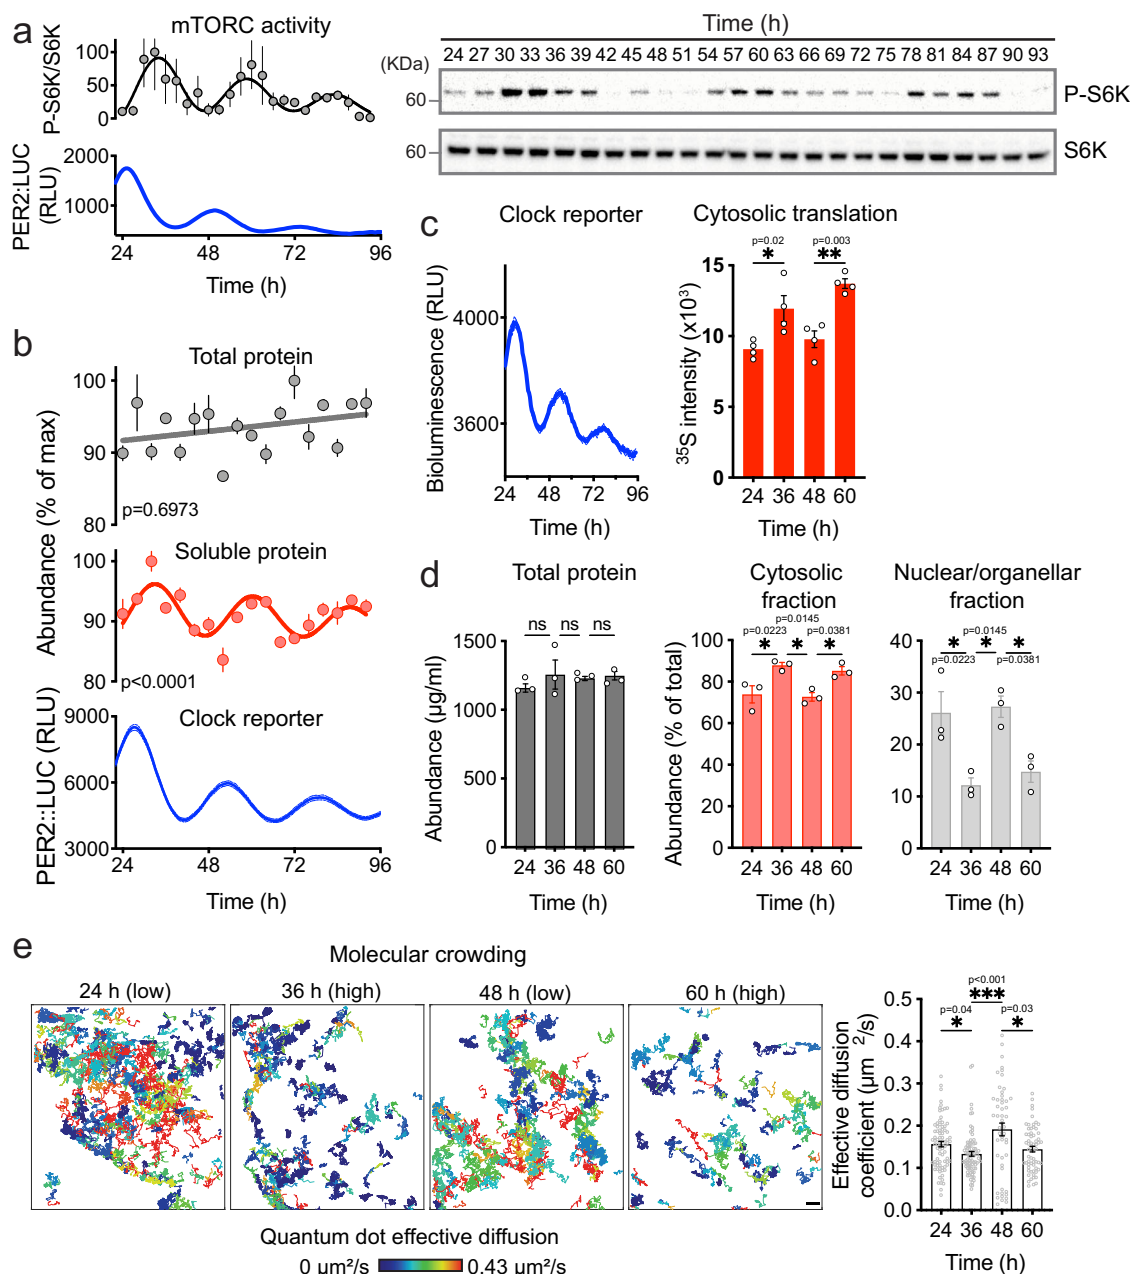 a
mTORC activity
P-S6K/S6K
100
50
0
PER2:LUC
(RLU)
2000
1000
24 48 72 96
Time (h)
Time (h)
24 27 30 33 36 39 42 45 48 51 54 57 60 63 66 69 72 75 78 81 84 87 90 93
(KDa)
60
P-S6K
60
S6K
b
Abundance (% of max)
Total protein
100
90
80
p=0.6973
Soluble protein
100
90
80
p<0.0001
PER2::LUC (RLU)
Clock reporter
9000
6000
3000
24 48 72 96
Time (h)
c
Clock reporter
Bioluminescence (RLU)
4000
3600
24 48 72 96
Time (h)
Cytosolic translation
p=0.02 p=0.003
* **
35S intensity (x10³)
15
10
5
0
24 36 48 60
Time (h)
d
Total protein
ns ns ns
Abundance (µg/ml)
1500
1000
500
0
24 36 48 60
Time (h)
Cytosolic
fraction
p=0.0145
p=0.0223 p=0.0381
* * *
Abundance (% of total)
100
80
60
40
20
0
24 36 48 60
Time (h)
Nuclear/organellar
fraction
p=0.0145
* * *
p=0.0223 p=0.0381
40
30
20
10
0
24 36 48 60
Time (h)
e
Molecular crowding
24 h (low) 36 h (high) 48 h (low) 60 h (high)
Quantum dot effective diffusion
0 µm²/s 0.43 µm²/s
p<0.001
***
p=0.04 p=0.03
* *
Effective diffusion
coefficient (µm²/s)
0.5
0.4
0.3
0.2
0.1
0.0
24 36 48 60
Time (h)